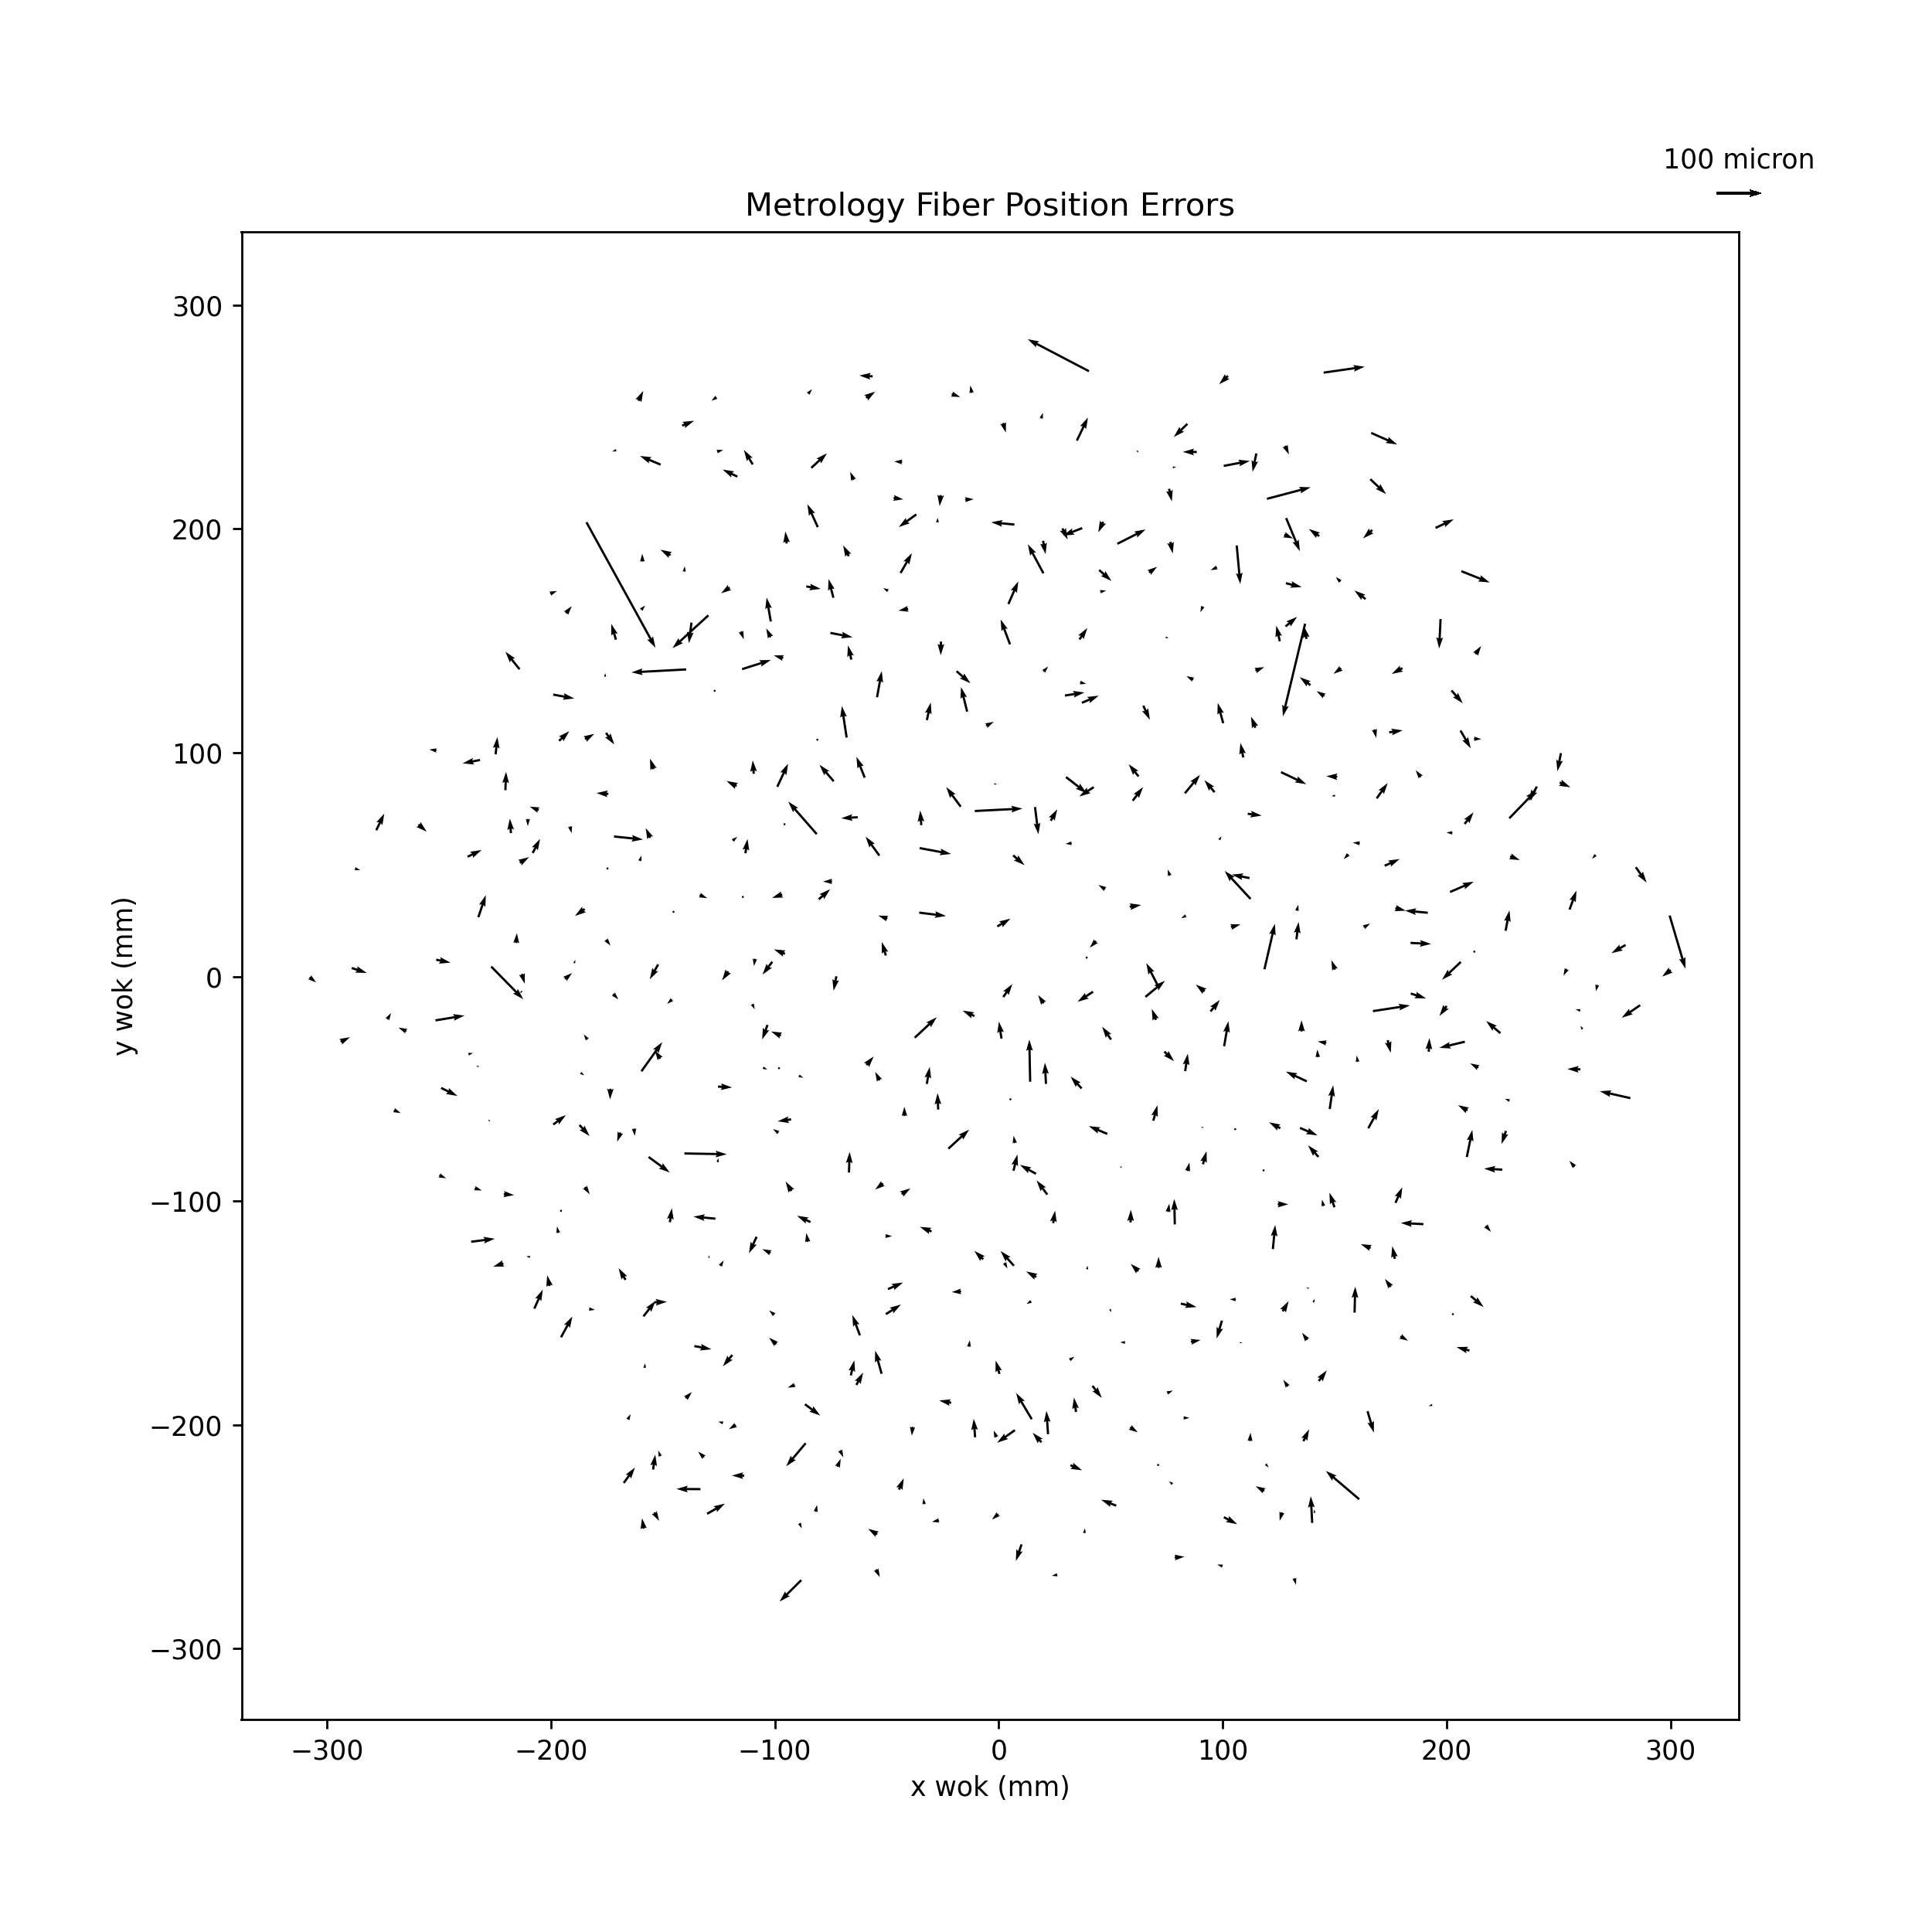 100 micron
Metrology Fiber Position Errors
300
200
100
0
−100
−200
−300
y wok (mm)
−300 −200 −100 0 100 200 300
x wok (mm)